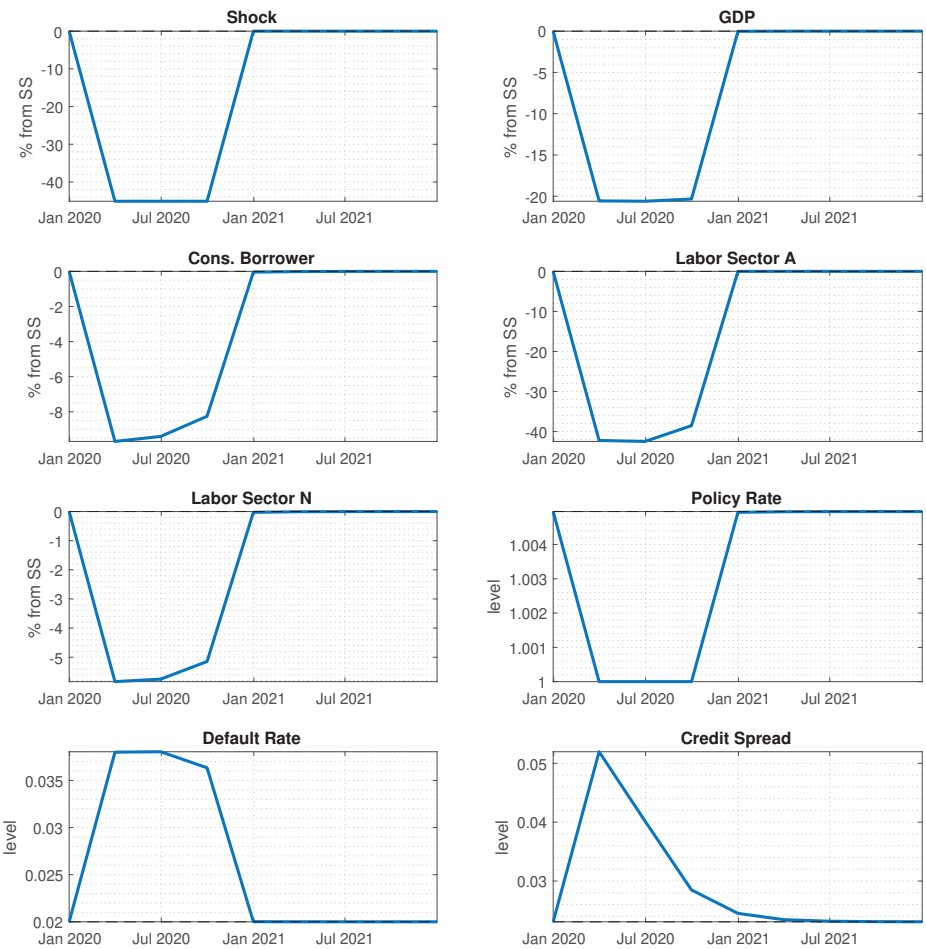 Shock
0
-10
-20
-30
-40
% from SS
Jan 2020 Jul 2020 Jan 2021 Jul 2021
GDP
0
-5
-10
-15
-20
% from SS
Jan 2020 Jul 2020 Jan 2021 Jul 2021
Cons. Borrower
0
-2
-4
-6
-8
% from SS
Jan 2020 Jul 2020 Jan 2021 Jul 2021
Labor Sector A
0
-10
-20
-30
-40
% from SS
Jan 2020 Jul 2020 Jan 2021 Jul 2021
Labor Sector N
0
-1
-2
-3
-4
-5
% from SS
Jan 2020 Jul 2020 Jan 2021 Jul 2021
Policy Rate
1.004
1.003
1.002
1.001
1
level
Jan 2020 Jul 2020 Jan 2021 Jul 2021
Default Rate
0.035
0.03
0.025
0.02
level
Jan 2020 Jul 2020 Jan 2021 Jul 2021
Credit Spread
0.05
0.04
0.03
level
Jan 2020 Jul 2020 Jan 2021 Jul 2021